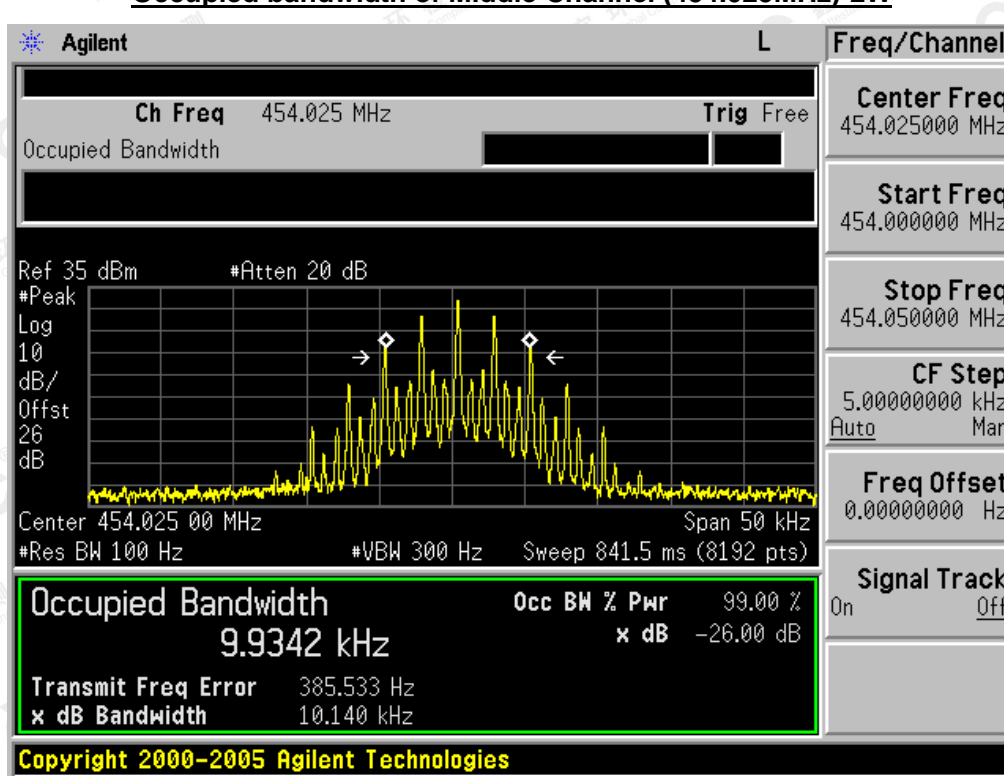 Agilent L
Freq/Channel
Ch Freq 454.025 MHz Trig Free
Occupied Bandwidth
Center Freq
454.025000 MHz
Start Freq
454.000000 MHz
Stop Freq
454.050000 MHz
CF Step
5.00000000 kHz
Auto Man
Freq Offset
0.00000000 Hz
Signal Track
On Off
Ref 35 dBm #Atten 20 dB
#Peak
Log
10
dB/
Offst
26
dB
Center 454.025 00 MHz Span 50 kHz
#Res BW 100 Hz #VBW 300 Hz Sweep 841.5 ms (8192 pts)
Occupied Bandwidth Occ BW % Pwr 99.00 %
9.9342 kHz x dB -26.00 dB
Transmit Freq Error 385.533 Hz
x dB Bandwidth 10.140 kHz
Copyright 2000-2005 Agilent Technologies